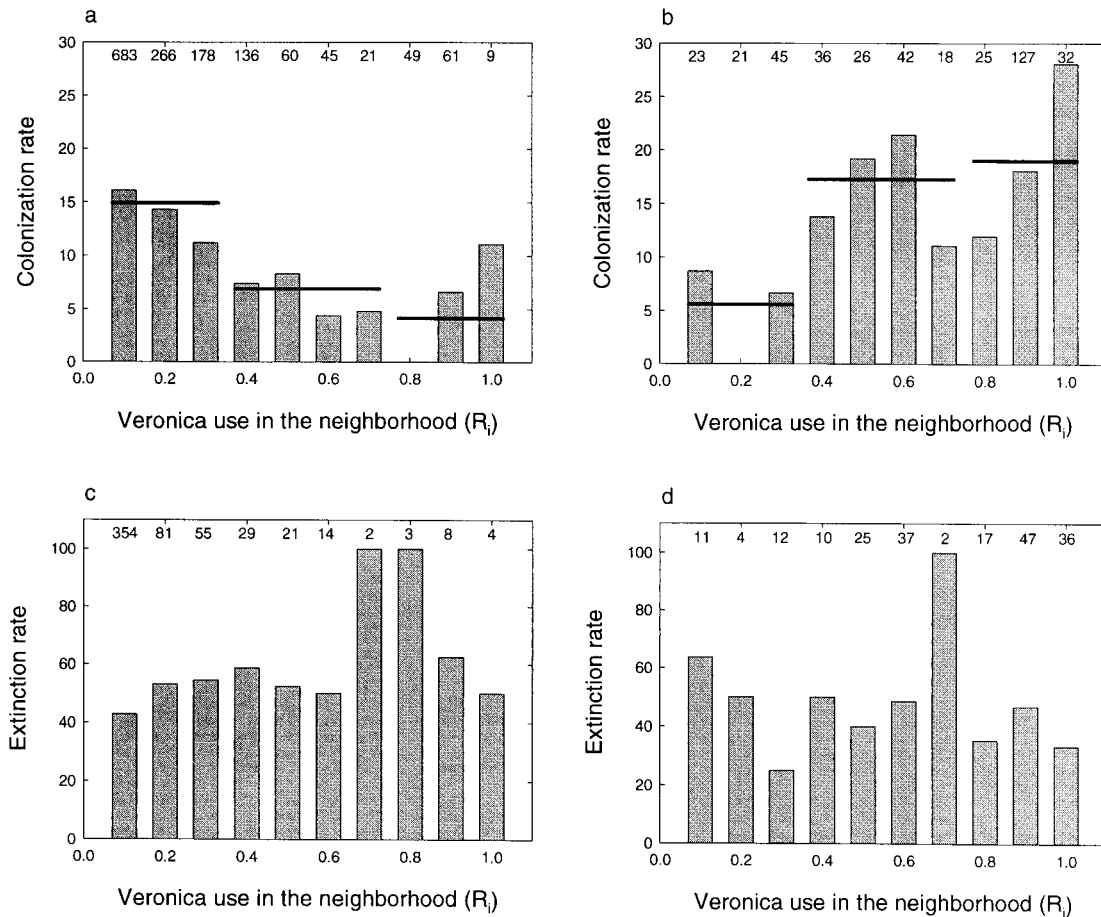 a
30
683 266 178 136 60 45 21 49 61 9
25
20
15
10
5
0
Colonization rate
0.0 0.2 0.4 0.6 0.8 1.0
Veronica use in the neighborhood (Ri)
b
30
23 21 45 36 26 42 18 25 127 32
25
20
15
10
5
0
Colonization rate
0.0 0.2 0.4 0.6 0.8 1.0
Veronica use in the neighborhood (Ri)
c
354 81 55 29 21 14 2 3 8 4
100
80
60
40
20
0
Extinction rate
0.0 0.2 0.4 0.6 0.8 1.0
Veronica use in the neighborhood (Ri)
d
11 4 12 10 25 37 2 17 47 36
100
80
60
40
20
0
Extinction rate
0.0 0.2 0.4 0.6 0.8 1.0
Veronica use in the neighborhood (Ri)